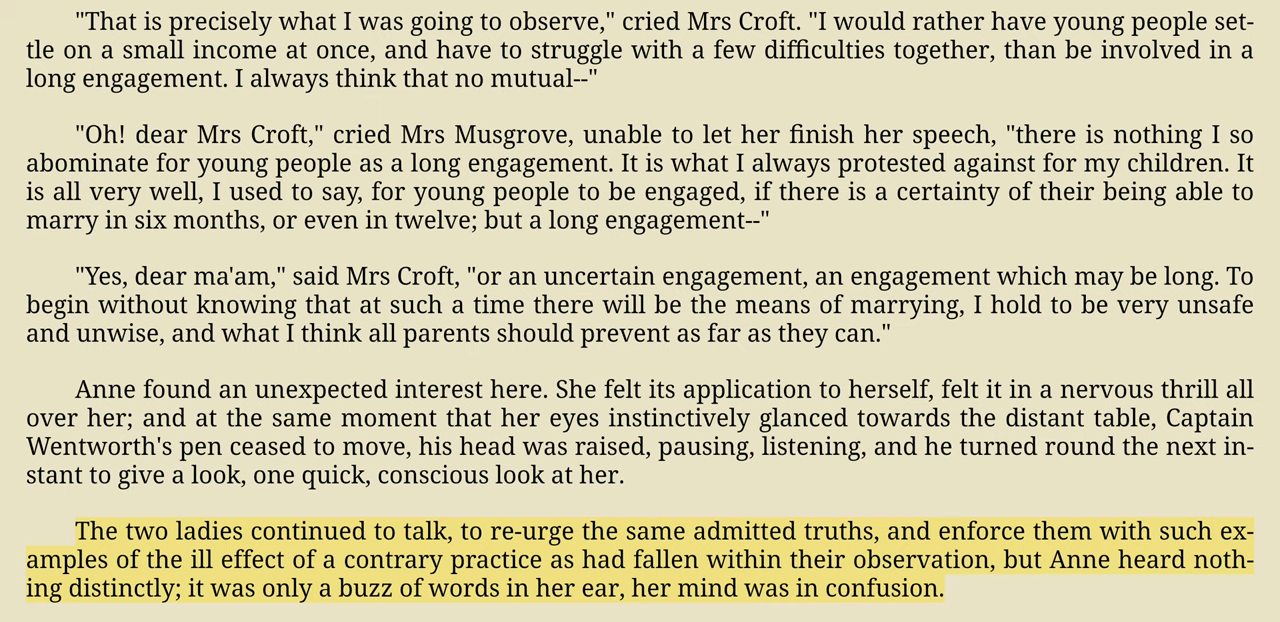 "That is precisely what I was going to observe," cried Mrs Croft. "I would rather have young people set-
tle on a small income at once, and have to struggle with a few difficulties together, than be involved in a
long engagement. I always think that no mutual--"
"Oh! dear Mrs Croft," cried Mrs Musgrove, unable to let her finish her speech, "there is nothing I so
abominate for young people as a long engagement. It is what I always protested against for my children. It
is all very well, I used to say, for young people to be engaged, if there is a certainty of their being able to
marry in six months, or even in twelve; but a long engagement--"
"Yes, dear ma'am," said Mrs Croft, "or an uncertain engagement, an engagement which may be long. To
begin without knowing that at such a time there will be the means of marrying, I hold to be very unsafe
and unwise, and what I think all parents should prevent as far as they can."
Anne found an unexpected interest here. She felt its application to herself, felt it in a nervous thrill all
over her; and at the same moment that her eyes instinctively glanced towards the distant table, Captain
Wentworth's pen ceased to move, his head was raised, pausing, listening, and he turned round the next in-
stant to give a look, one quick, conscious look at her.
The two ladies continued to talk, to re-urge the same admitted truths, and enforce them with such ex-
amples of the ill effect of a contrary practice as had fallen within their observation, but Anne heard noth-
ing distinctly; it was only a buzz of words in her ear, her mind was in confusion.